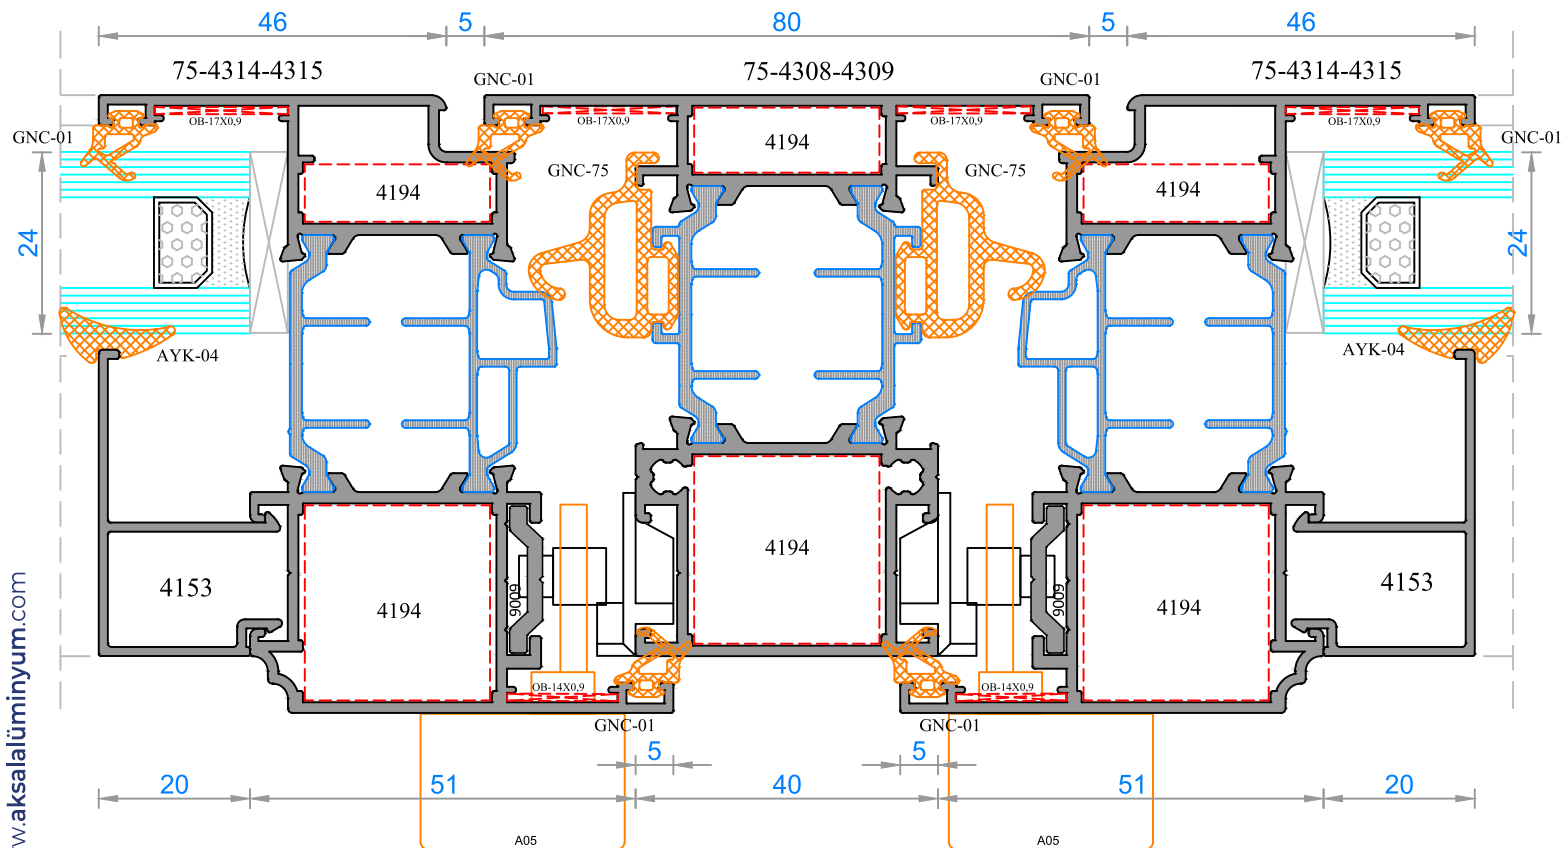 46 5 80 5 46
75-4314-4315 GNC-01 75-4308-4309 GNC-01 75-4314-4315
OB-17X0,9 OB-17X0,9 OB-17X0,9 OB-17X0,9
GNC-01 GNC-01
4194
GNC-75 GNC-75
4194 4194
24 24
AYK-04 AYK-04
4194
4153 4153
9009 9009
4194 4194
OB-14X0,9 OB-14X0,9
GNC-01 GNC-01
5 5
20 51 40 51 20
A05 A05
w.aksalalüminyum.com